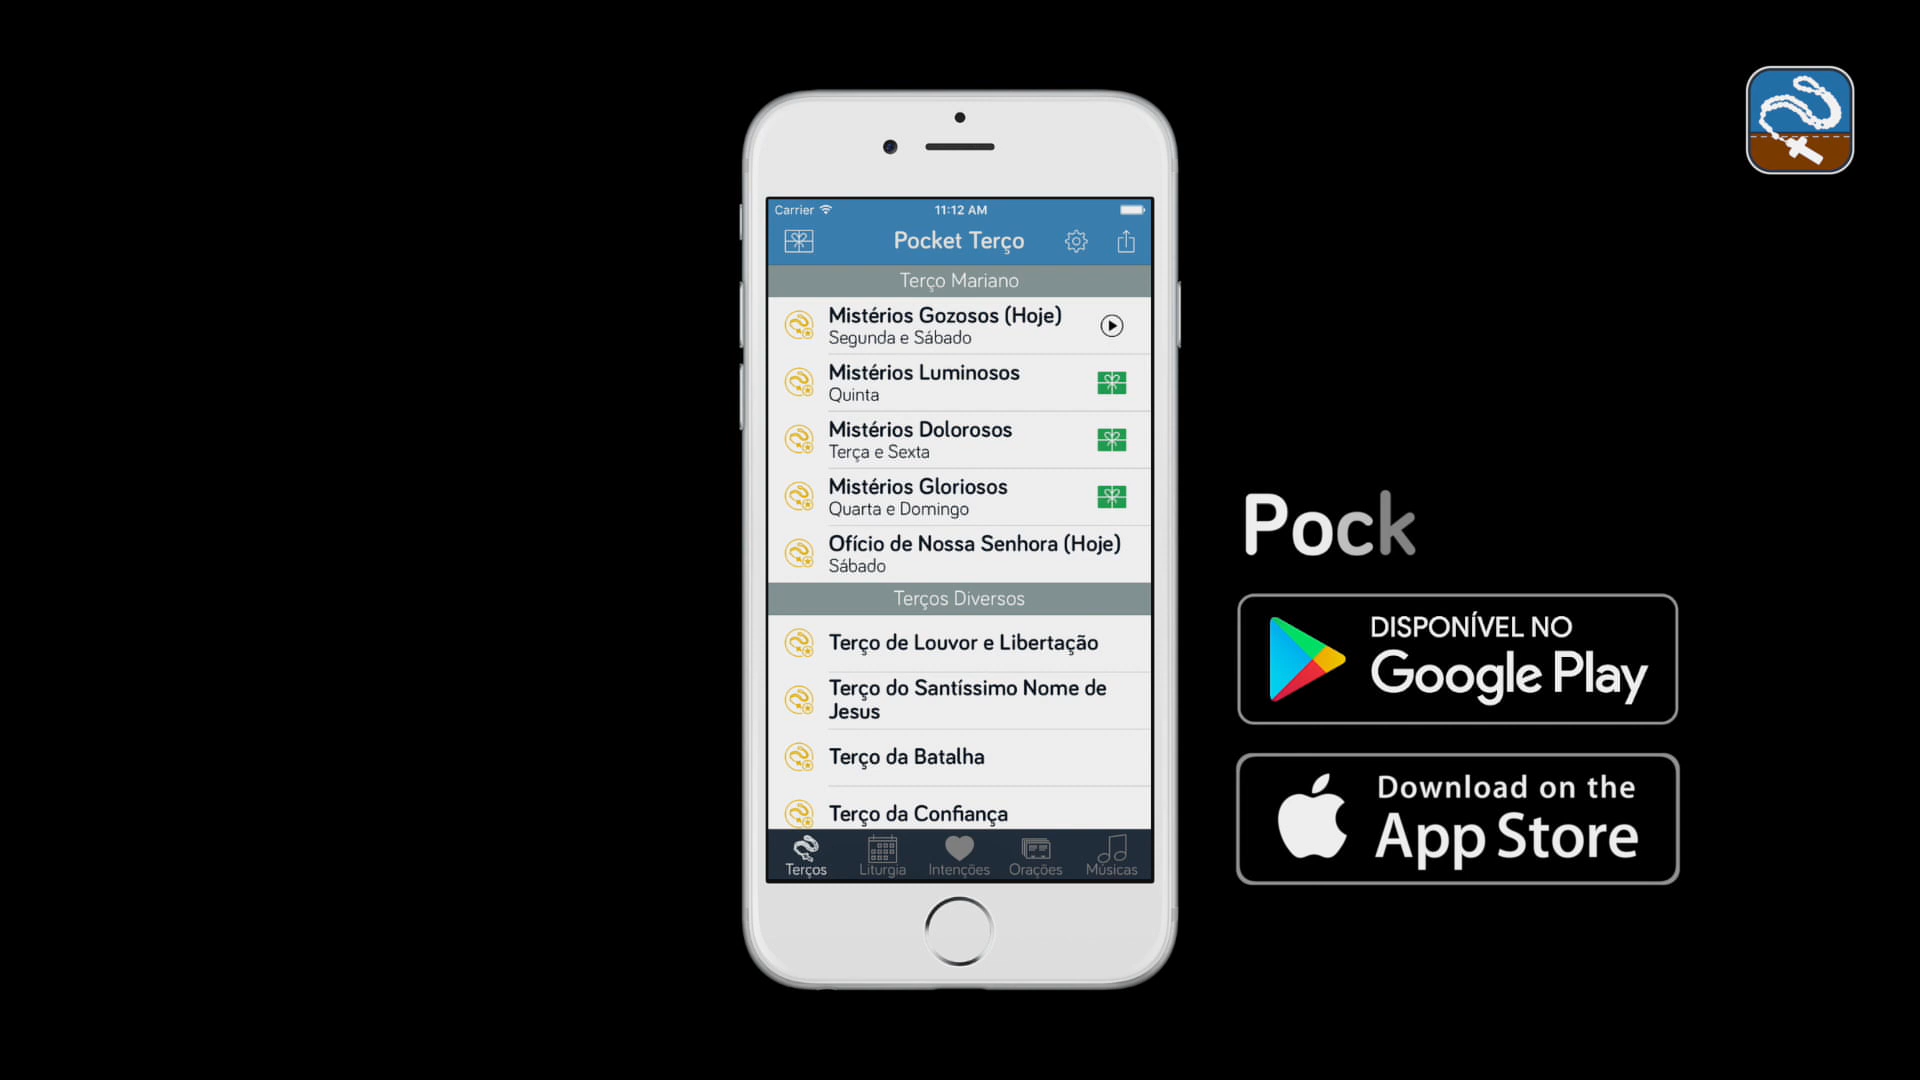 Carrier
11:12 AM
Pocket Terço
Terço Mariano
Mistérios Gozosos (Hoje)
Segunda e Sábado
Mistérios Luminosos
Quinta
Mistérios Dolorosos
Terça e Sexta
Mistérios Gloriosos
Quarta e Domingo
Ofício de Nossa Senhora (Hoje)
Sábado
Terços Diversos
Terço de Louvor e Libertação
Terço do Santíssimo Nome de
Jesus
Terço da Batalha
Terço da Confiança
Terços
Liturgia
Intenções
Orações
Músicas
Pock
DISPONÍVEL NO
Google Play
Download on the
App Store